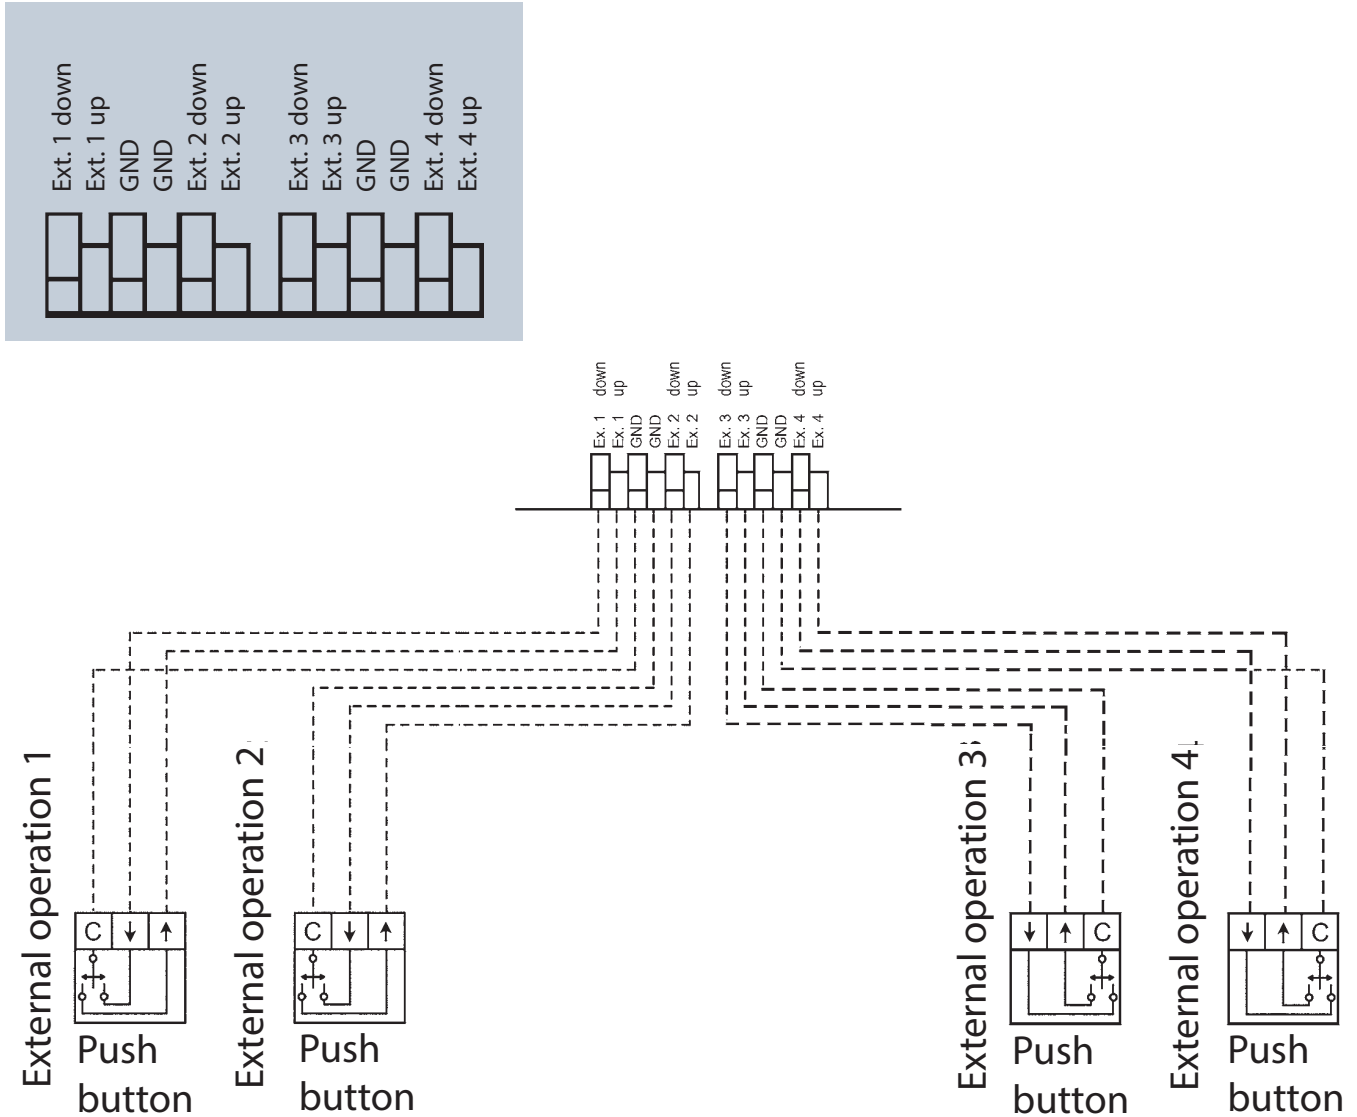 Ext. 1 down
Ext. 1 up
GND
GND
Ext. 2 down
Ext. 2 up
Ext. 3 down
Ext. 3 up
GND
GND
Ext. 4 down
Ext. 4 up
Ex. 1 down
Ex. 1 up
GND
GND
Ex. 2 down
Ex. 2 up
Ex. 3 down
Ex. 3 up
GND
GND
Ex. 4 down
Ex. 4 up
External operation 1
C ↓ ↑
Push
button
External operation 2
C ↓ ↑
Push
button
External operation 3
↓ ↑ C
Push
button
External operation 4
↓ ↑ C
Push
button